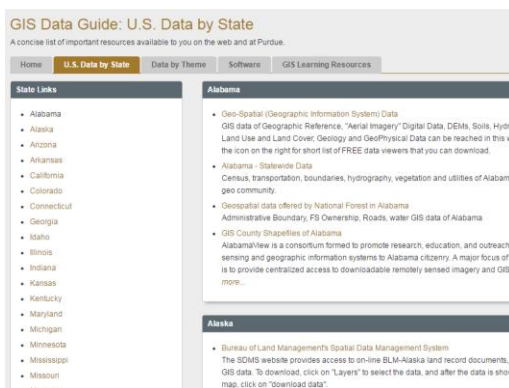 GIS Data Guide: U.S. Data by State
A concise list of important resources available to you on the web and at Purdue.
Home
U.S. Data by State
Data by Theme
Software
GIS Learning Resources
State Links
Alabama
Alaska
Arizona
Arkansas
California
Colorado
Connecticut
Georgia
Idaho
Illinois
Indiana
Kansas
Kentucky
Maryland
Michigan
Minnesota
Mississippi
Missouri
Alabama
Geo-Spatial (Geographic Information System) Data
GIS data of Geographic Reference, "Aerial Imagery" Digital Data, DEMs, Soils, Hydr
Land Use and Land Cover, Geology and GeoPhysical Data can be reached in this
the icon on the right for short list of FREE data viewers that you can download.
Alabama - Statewide Data
Census, transportation, boundaries, hydrography, vegetation and utilities of Alabam
geo community.
Geospatial data offered by National Forest in Alabama
Administrative Boundary, FS Ownership, Roads, water GIS data of Alabama
GIS County Shapefiles of Alabama
AlabamaView is a consortium formed to promote research, education, and outreach
sensing and geographic information systems to Alabama citizenry. A major focus of
is to provide centralized access to downloadable remotely sensed imagery and GIS
more...
Alaska
Bureau of Land Management's Spatial Data Management System
The SDMS website provides access to on-line BLM-Alaska land record documents,
GIS data. To download, click on "Layers" to select the data, and after the data is sho
map, click on "download data".